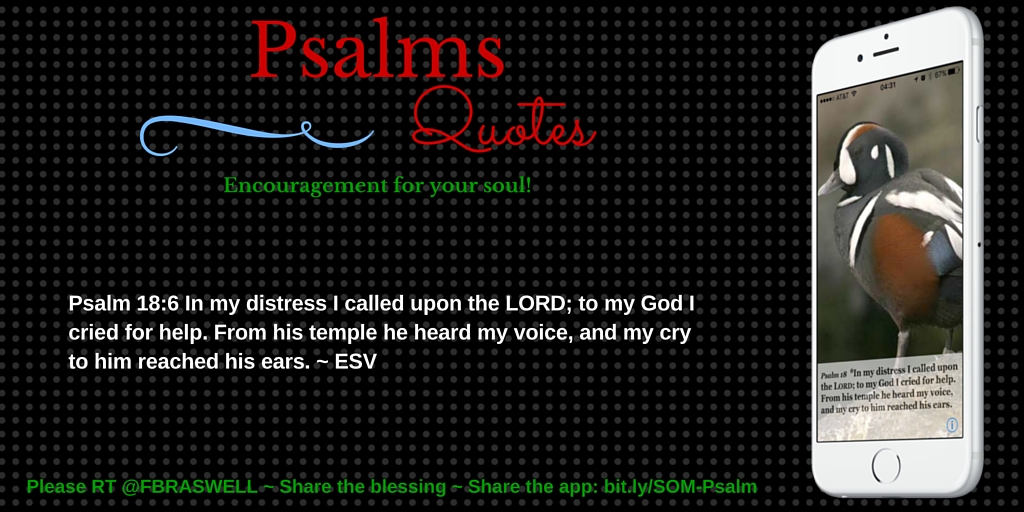 Psalms
Quotes
Encouragement for your soul!
Psalm 18:6 In my distress I called upon the LORD; to my God I
cried for help. From his temple he heard my voice, and my cry
to him reached his ears. ~ ESV
Please RT @FBRASWELL ~ Share the blessing ~ Share the app: bit.ly/SOM-Psalm
AT&T 04:31 67%
Psalm 18 ⁶In my distress I called upon
the LORD; to my God I cried for help.
From his temple he heard my voice,
and my cry to him reached his ears.